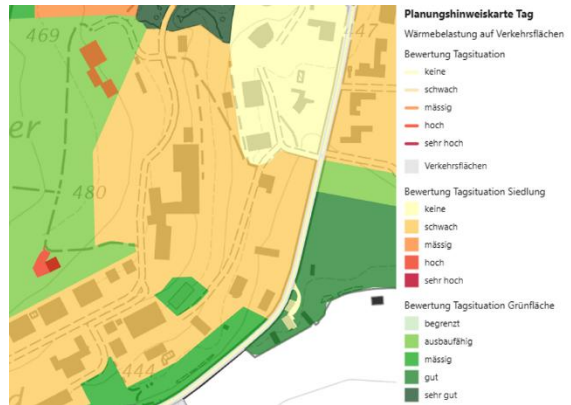 469
447
er
480
444
d
Planungshinweiskarte Tag
Wärmebelastung auf Verkehrsflächen
Bewertung Tagsituation
keine
schwach
mässig
hoch
sehr hoch
Verkehrsflächen
Bewertung Tagsituation Siedlung
keine
schwach
mässig
hoch
sehr hoch
Bewertung Tagsituation Grünfläche
begrenzt
ausbaufähig
mässig
gut
sehr gut